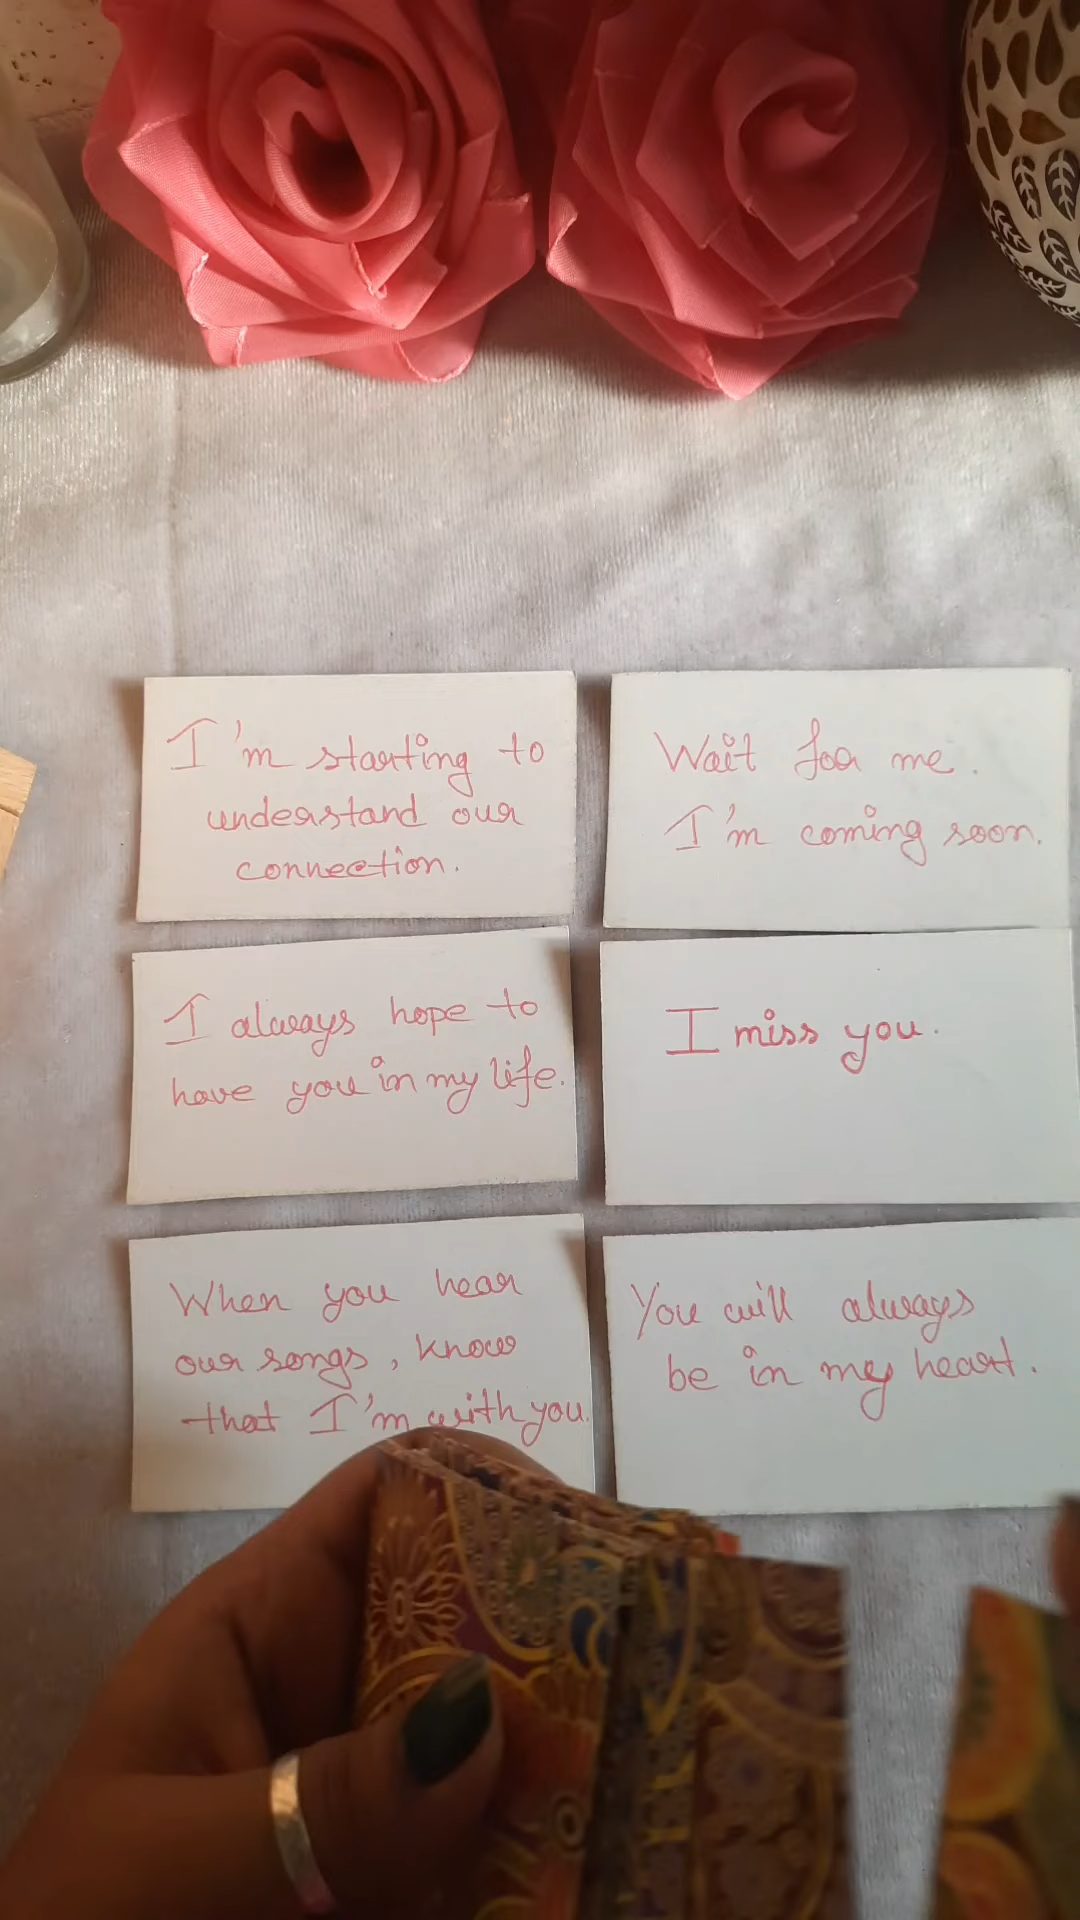 I'm starting to
understand our
connection.
Wait for me.
I'm coming soon.
I always hope to
have you in my life.
I miss you.
When you hear
our songs, know
that I'm with you.
You will always
be in my heart.